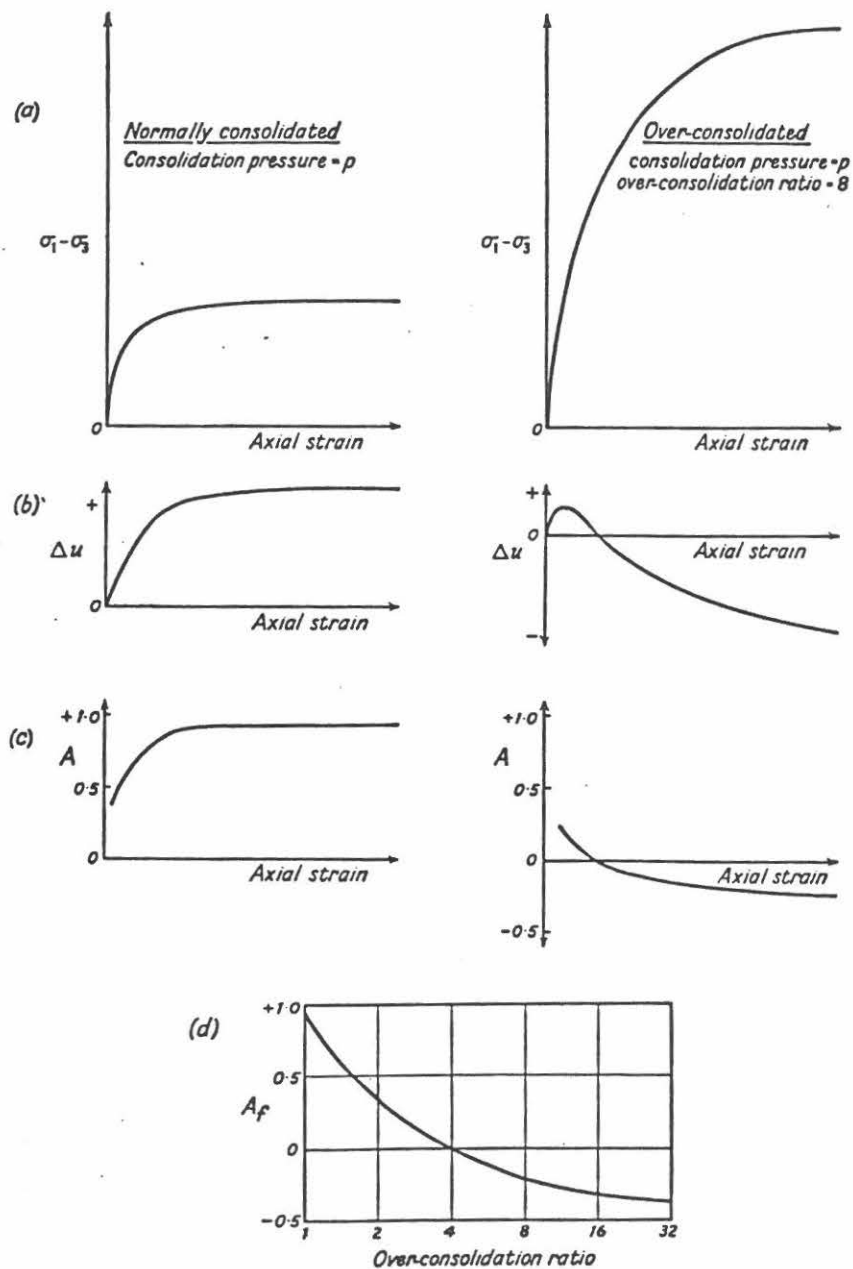 (a)
Normally consolidated
Consolidation pressure = p
σ₁-σ₃
0
Axial strain
Over-consolidated
consolidation pressure = p
over-consolidation ratio = 8
σ₁-σ₃
0
Axial strain
(b)
+
Δu
0
Axial strain
+
0
Δu
-
Axial strain
(c)
+1·0
A
0·5
0
Axial strain
+1·0
A
0·5
0
Axial strain
-0·5
(d)
+1·0
0·5
A_f
0
-0·5
1 2 4 8 16 32
Over-consolidation ratio